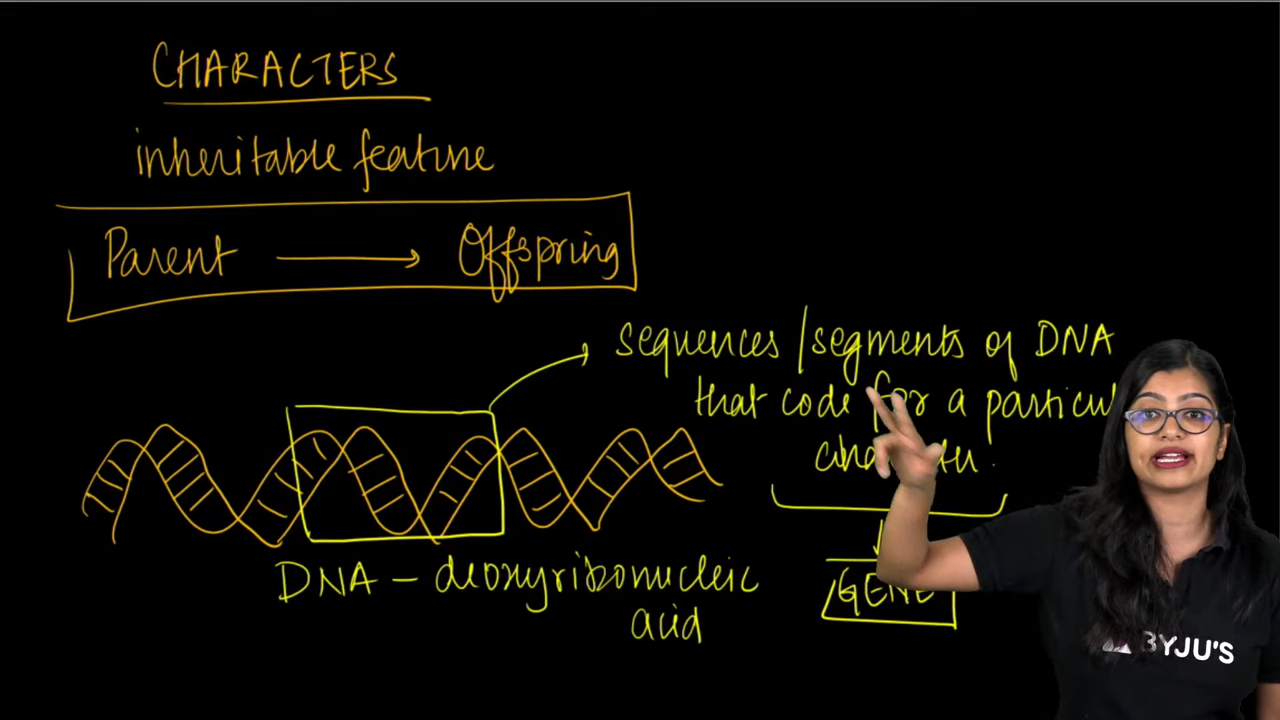 CHARACTERS
inheritable feature
Parent → Offspring
sequences/segments of DNA
that code for a
DNA – deoxyribonucleic
acid
GENE
BYJU'S